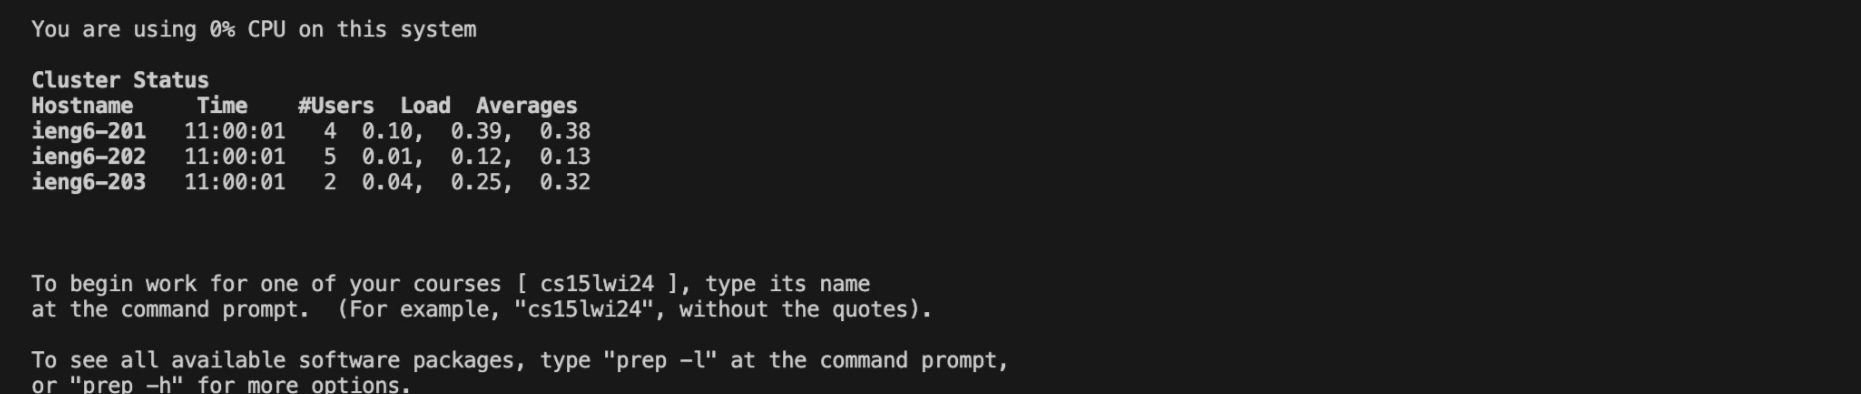 You are using 0% CPU on this system
Cluster Status
Hostname     Time    #Users  Load  Averages
ieng6-201   11:00:01   4  0.10,  0.39,  0.38
ieng6-202   11:00:01   5  0.01,  0.12,  0.13
ieng6-203   11:00:01   2  0.04,  0.25,  0.32
To begin work for one of your courses [ cs15lwi24 ], type its name
at the command prompt.  (For example, "cs15lwi24", without the quotes).
To see all available software packages, type "prep -l" at the command prompt,
or "prep -h" for more options.